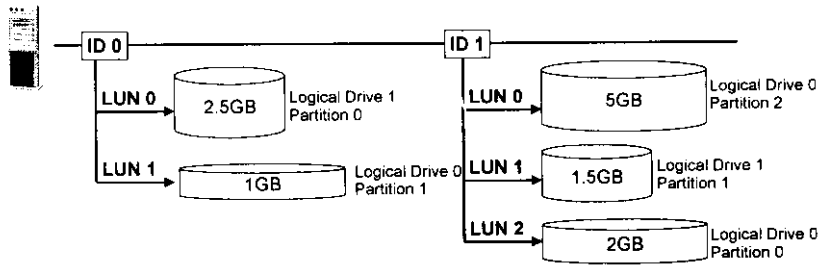 ID 0
ID 1
LUN 0
2.5GB
Logical Drive 1
Partition 0
LUN 1
1GB
Logical Drive 0
Partition 1
LUN 0
5GB
Logical Drive 0
Partition 2
LUN 1
1.5GB
Logical Drive 1
Partition 1
LUN 2
2GB
Logical Drive 0
Partition 0